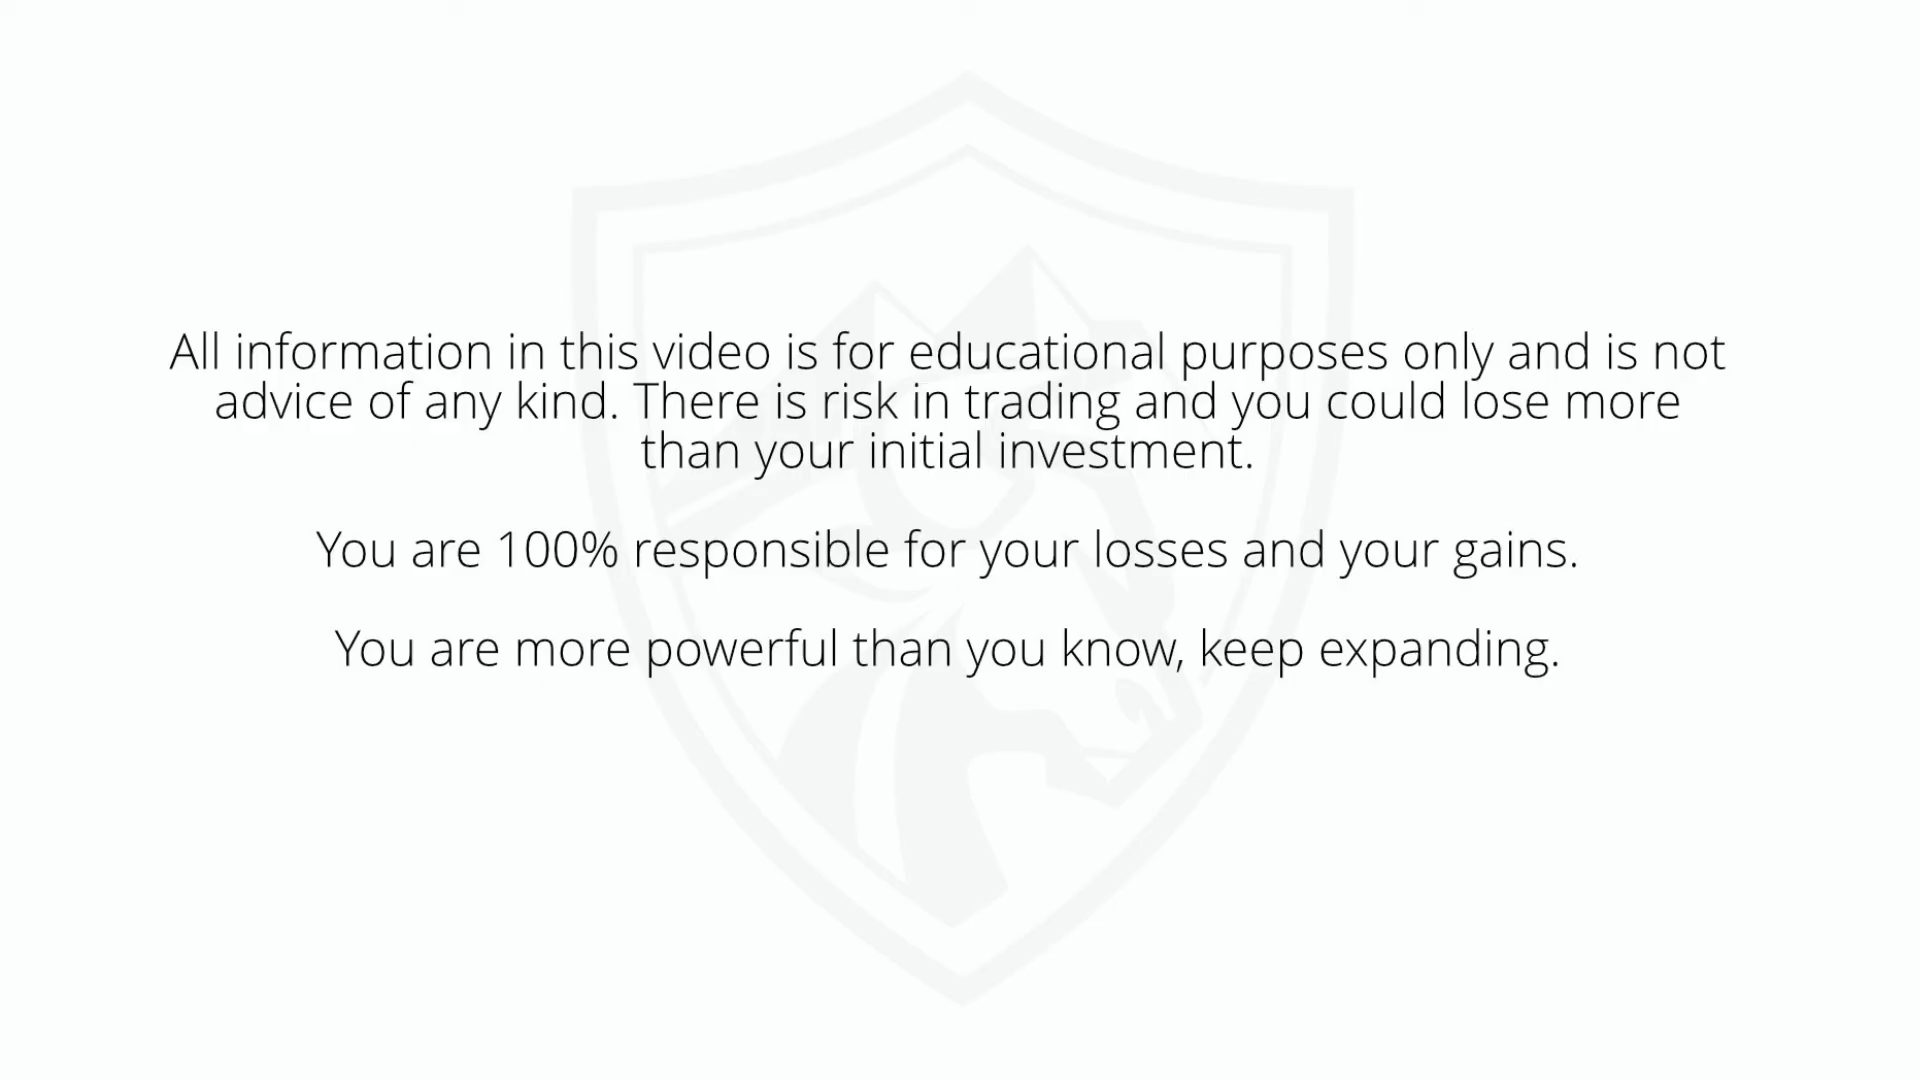 All information in this video is for educational purposes only and is not
advice of any kind. There is risk in trading and you could lose more
than your initial investment.
You are 100% responsible for your losses and your gains.
You are more powerful than you know, keep expanding.